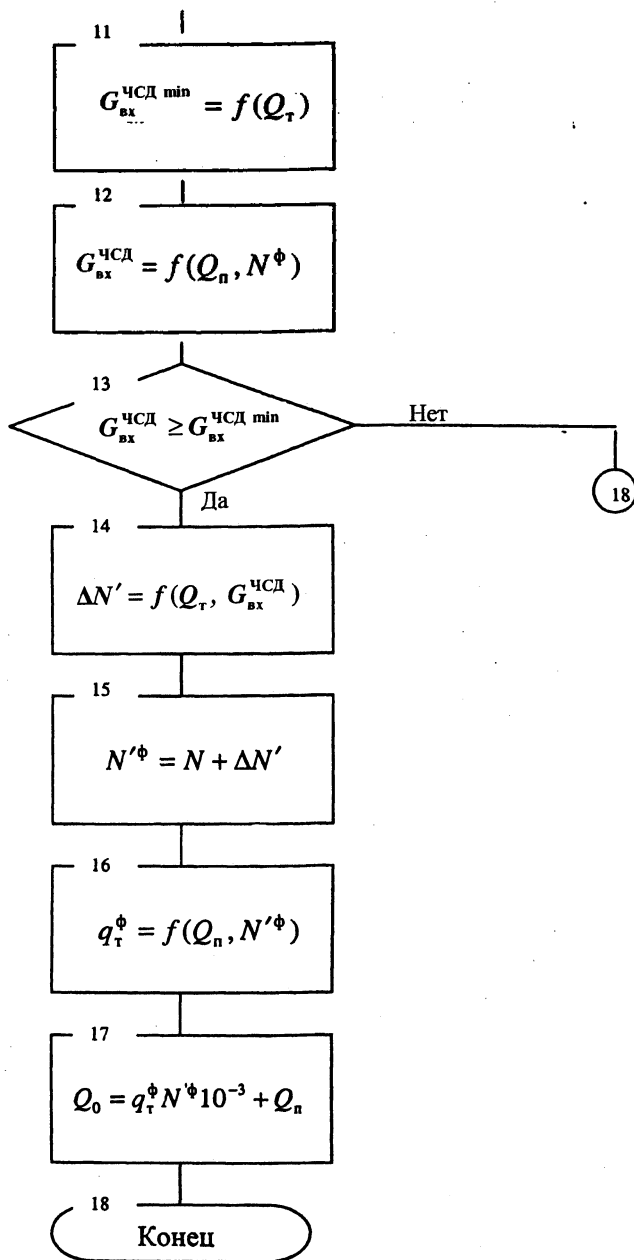 11
G_вх^ЧСД min = f(Q_т)
12
G_вх^ЧСД = f(Q_п, N^ф)
13
G_вх^ЧСД ≥ G_вх^ЧСД min
Нет
18
Да
14
ΔN′ = f(Q_т, G_вх^ЧСД)
15
N′^ф = N + ΔN′
16
q_т^ф = f(Q_п, N′^ф)
17
Q_0 = q_т^ф N′^ф 10^−3 + Q_п
18
Конец